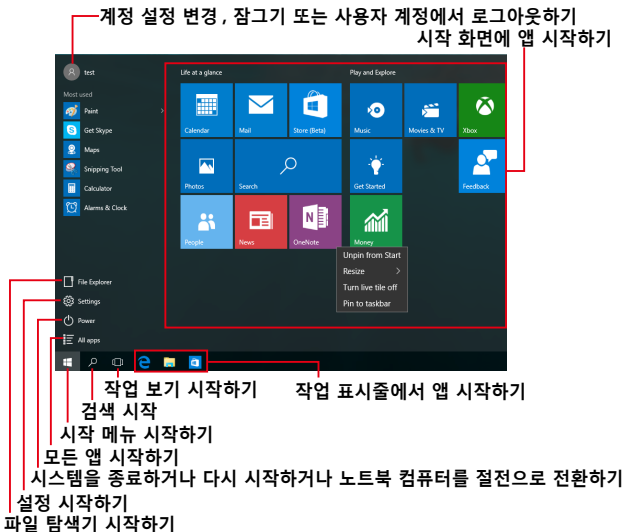 계정 설정 변경 , 잠그기 또는 사용자 계정에서 로그아웃하기
시작 화면에 앱 시작하기
test
Life at a glance
Play and Explore
Most used
Paint
Get Skype
Maps
Snipping Tool
Calculator
Alarms & Clock
Calendar
Mail
Store (Beta)
Music
Movies & TV
Xbox
Photos
Search
Get Started
Feedback
People
News
OneNote
Money
Unpin from Start
Resize
Turn live tile off
Pin to taskbar
File Explorer
Settings
Power
All apps
작업 보기 시작하기
작업 표시줄에서 앱 시작하기
검색 시작
시작 메뉴 시작하기
모든 앱 시작하기
시스템을 종료하거나 다시 시작하거나 노트북 컴퓨터를 절전으로 전환하기
설정 시작하기
파일 탐색기 시작하기